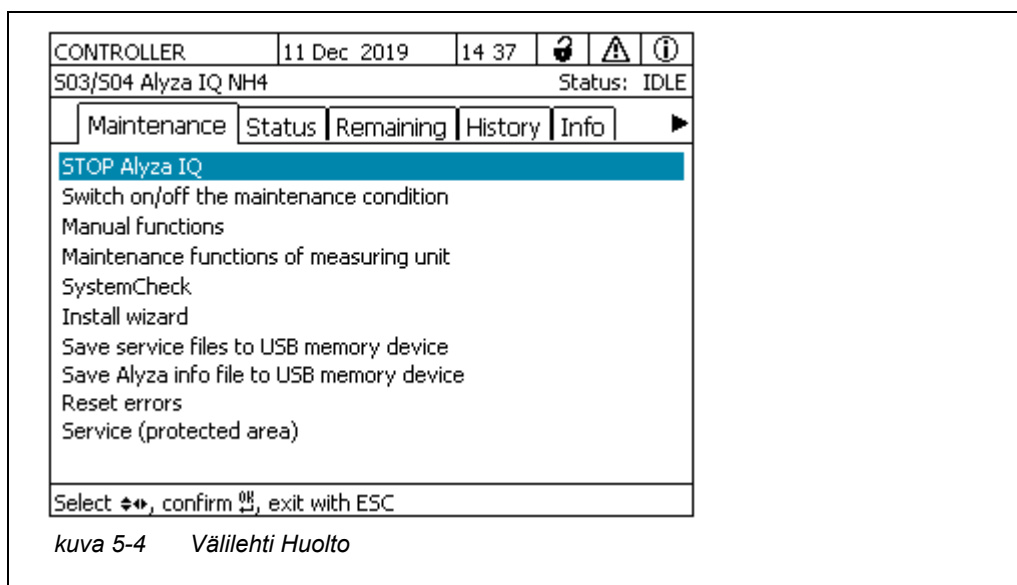 CONTROLLER 11 Dec 2019 14 37
S03/S04 Alyza IQ NH4 Status: IDLE
Maintenance Status Remaining History Info
STOP Alyza IQ
Switch on/off the maintenance condition
Manual functions
Maintenance functions of measuring unit
SystemCheck
Install wizard
Save service files to USB memory device
Save Alyza info file to USB memory device
Reset errors
Service (protected area)
Select , confirm OK, exit with ESC
kuva 5-4 Välilehti Huolto